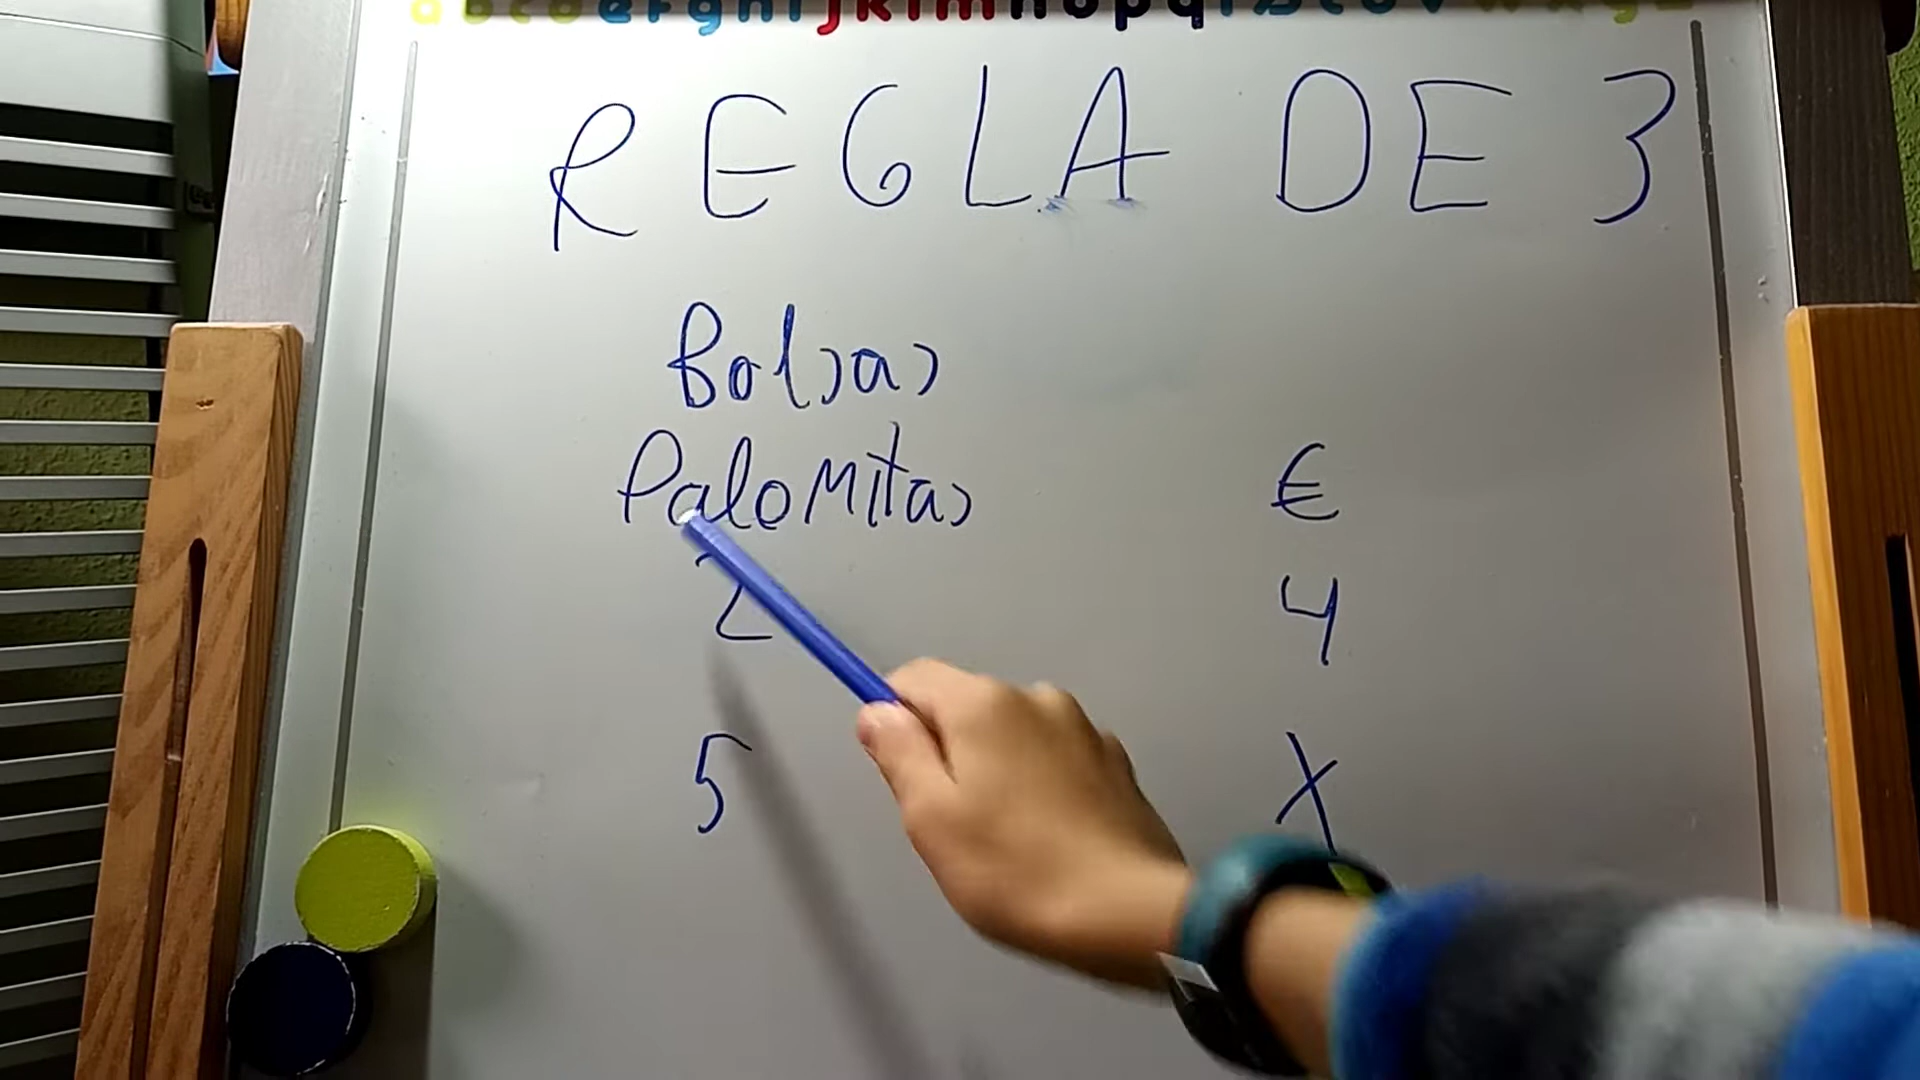 REGLA DE 3
Bolsas
Palomitas €
2 4
5 X